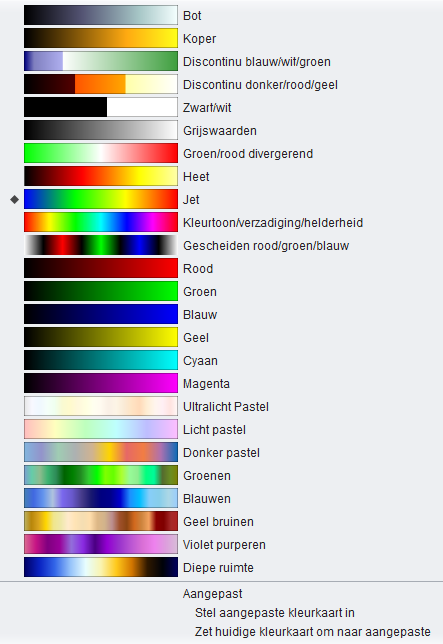 Bot
Koper
Discontinu blauw/wit/groen
Discontinu donker/rood/geel
Zwart/wit
Grijswaarden
Groen/rood divergerend
Heet
Jet
Kleurtoon/verzadiging/helderheid
Gescheiden rood/groen/blauw
Rood
Groen
Blauw
Geel
Cyaan
Magenta
Ultralicht Pastel
Licht pastel
Donker pastel
Groenen
Blauwen
Geel bruinen
Violet purperen
Diepe ruimte
Aangepast
Stel aangepaste kleurkaart in
Zet huidige kleurkaart om naar aangepaste